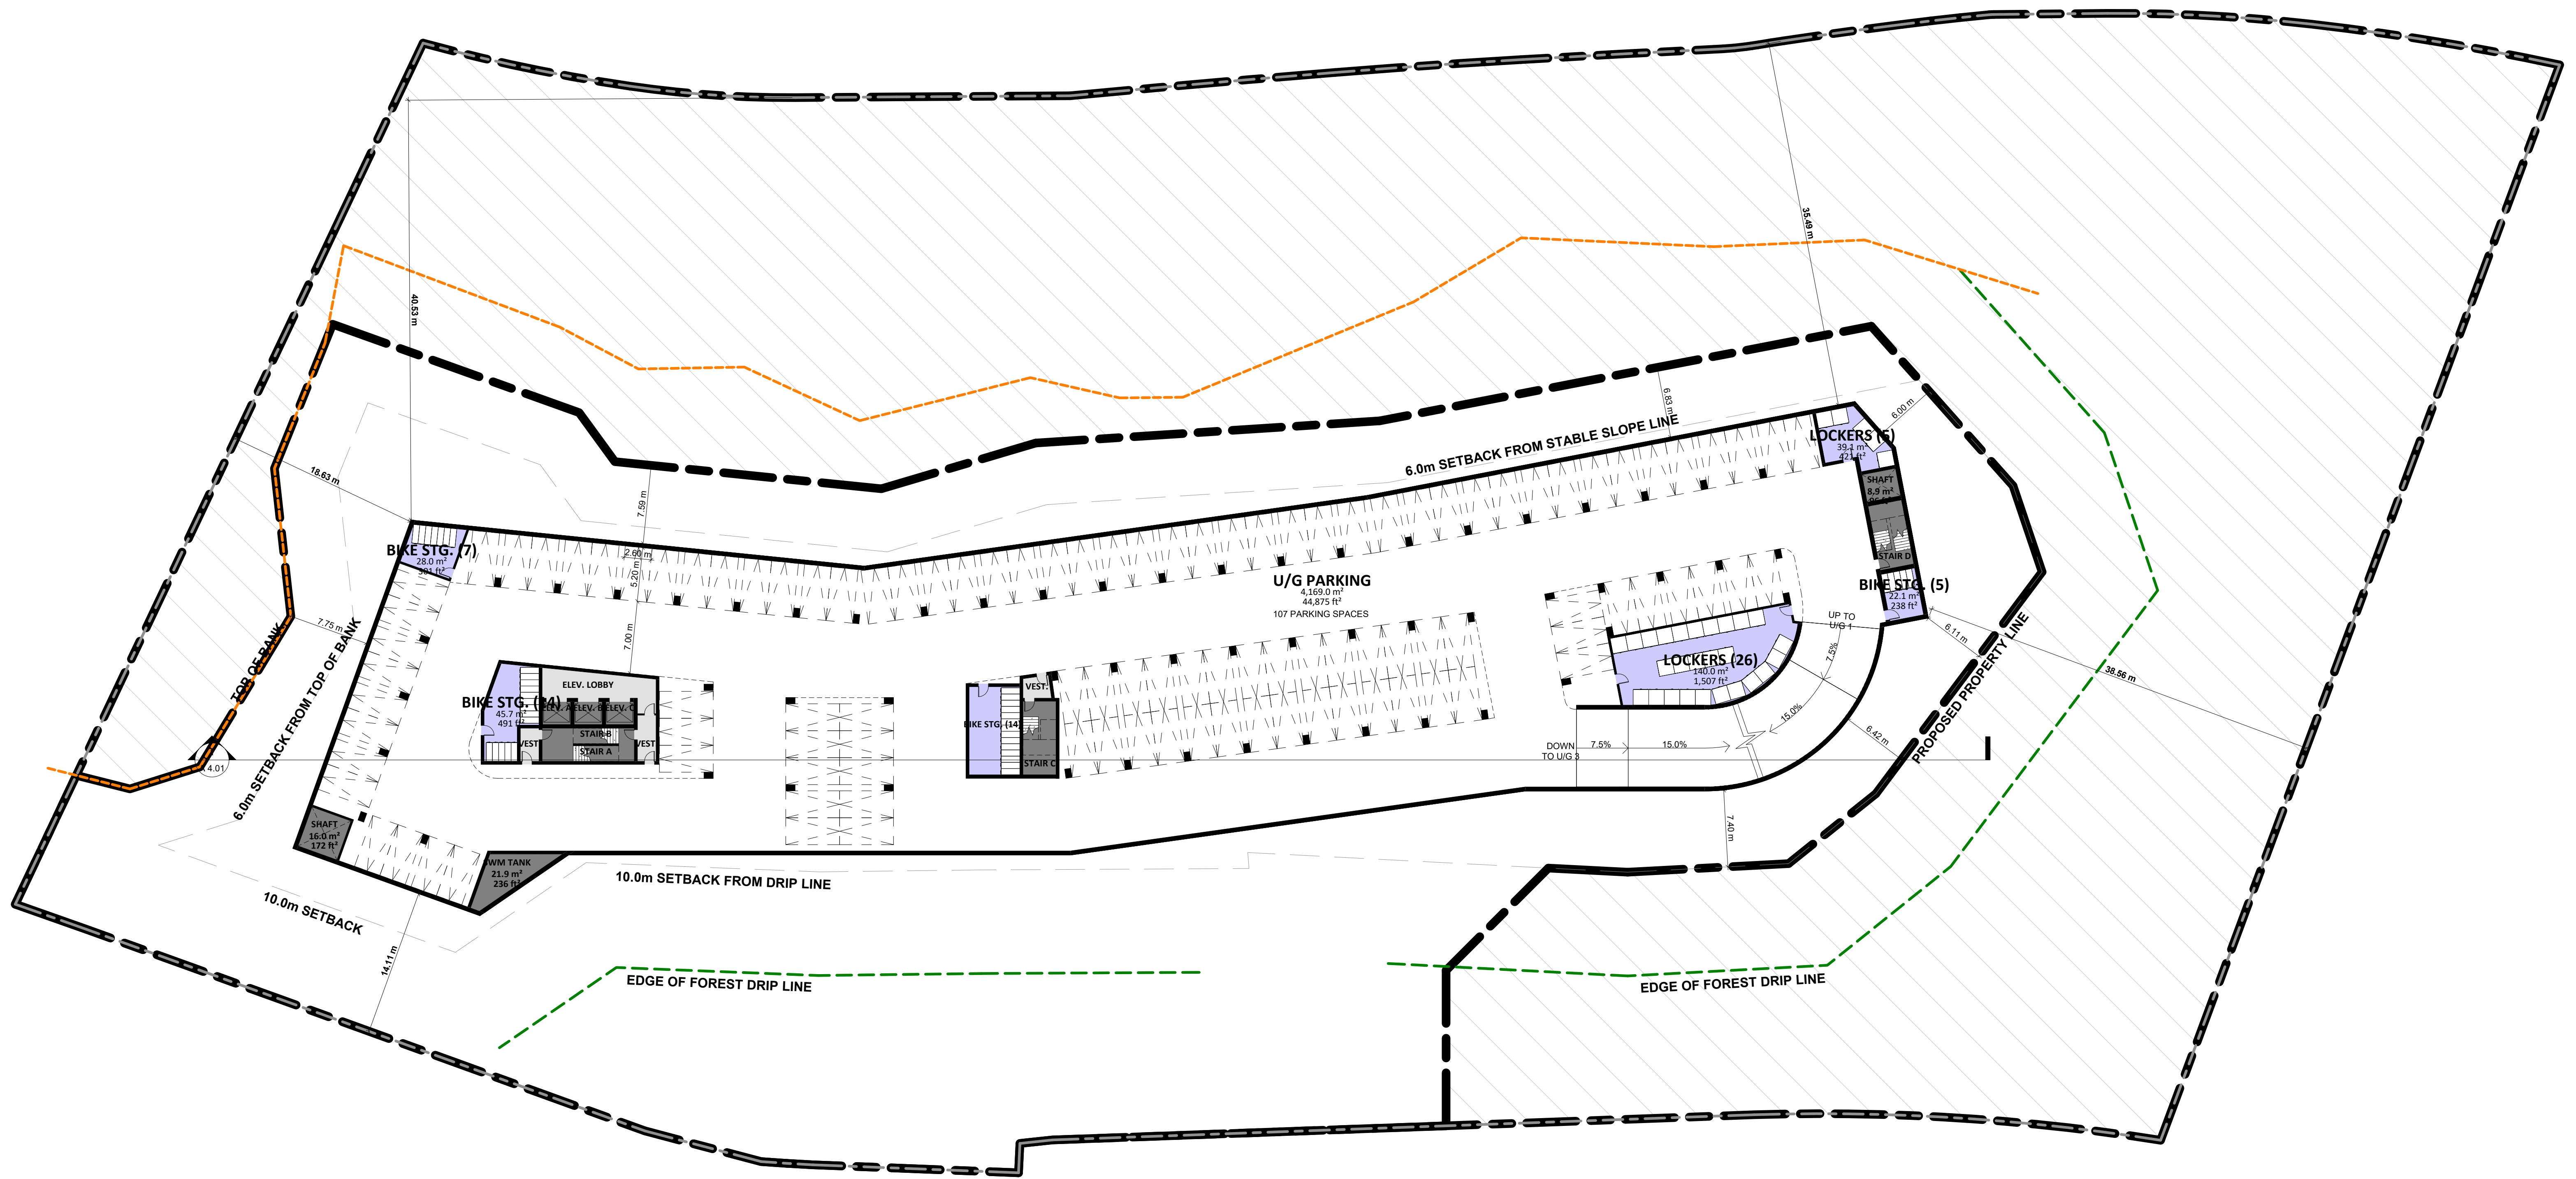 35.49 m
40.53 m
6.83 m
6.00 m
6.0m SETBACK FROM STABLE SLOPE LINE
LOCKERS (5)
39.1 m²
421 ft²
18.63 m
7.59 m
SHAFT
8.9 m²
BIKE STG. (7)
28.0 m²
301 ft²
2.60 m
5.20 m
STAIR D
U/G PARKING
4,169.0 m²
44,875 ft²
107 PARKING SPACES
BIKE STG. (5)
22.1 m²
238 ft²
7.75 m
7.00 m
UP TO
U/G 1
7.5%
6.11 m
TOP OF BANK
6.0m SETBACK FROM TOP OF BANK
LOCKERS (26)
140.0 m²
1,507 ft²
38.56 m
PROPOSED PROPERTY LINE
ELEV. LOBBY
VEST.
BIKE STG. (24)
45.7 m²
491 ft²
ELEV. A
ELEV. B
ELEV. C
BIKE STG. (14)
15.0%
6.42 m
STAIR B
VEST
STAIR A
VEST
STAIR C
DOWN
TO U/G 3
7.5%
15.0%
4.01
SHAFT
16.0 m²
172 ft²
7.40 m
SWM TANK
21.9 m²
236 ft²
10.0m SETBACK FROM DRIP LINE
10.0m SETBACK
14.11 m
EDGE OF FOREST DRIP LINE
EDGE OF FOREST DRIP LINE